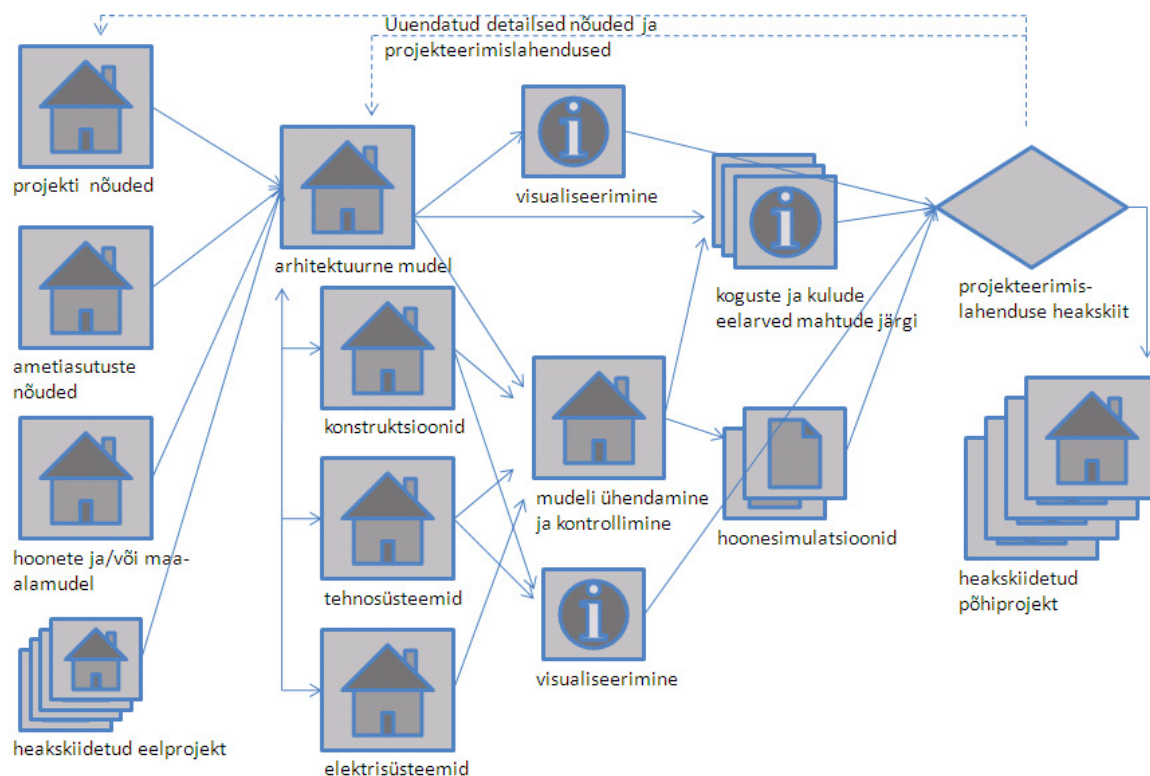 Uuendatud detailsed nõuded ja
projekteerimislahendused
projekti nõuded
visualiseerimine
arhitektuurne mudel
koguste ja kulude
eelarved mahtude järgi
projekteerimis-
lahenduse heakskiit
ametiasutuste
nõuded
konstruktsioonid
mudeli ühendamine
ja kontrollimine
hoonesimulatsioonid
hoonete ja/või maa-
alamudel
tehnosüsteemid
heakskiidetud
põhiprojekt
visualiseerimine
heakskiidetud eelprojekt
elektrisüsteemid